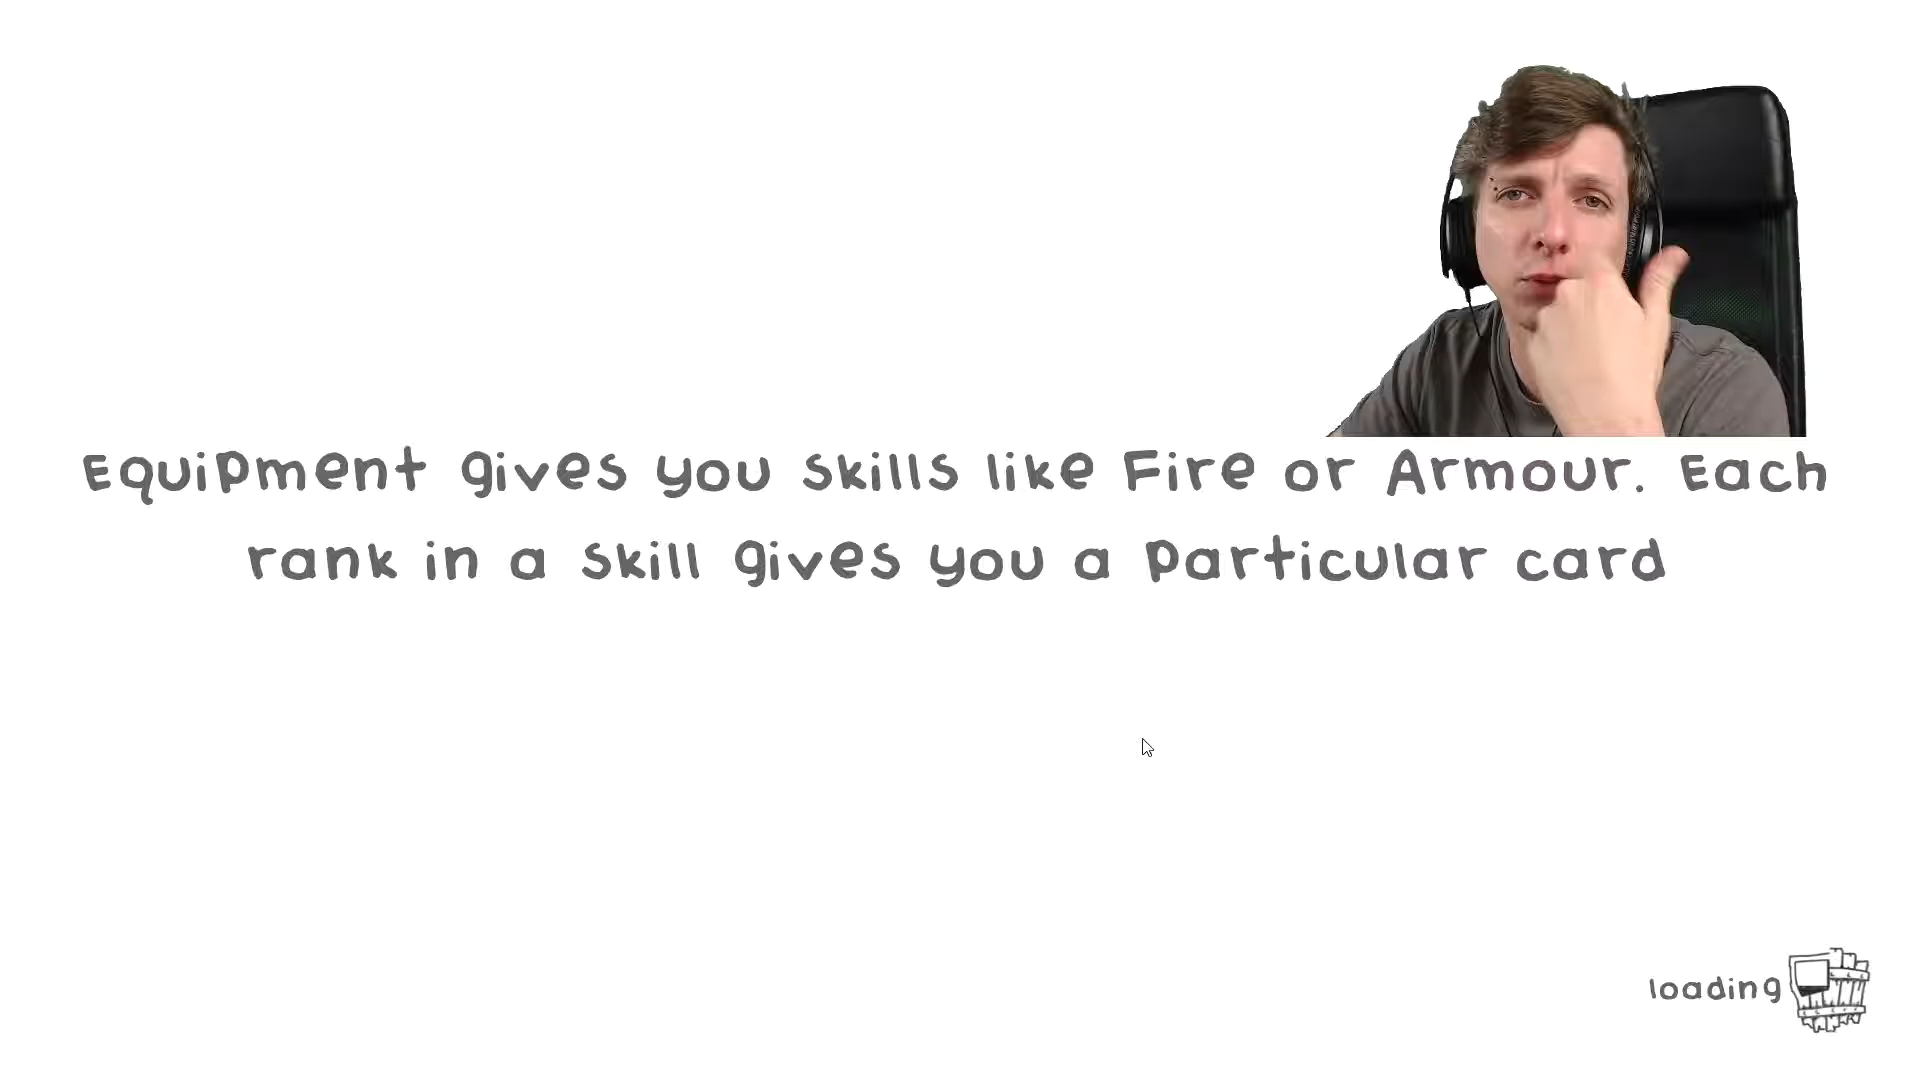 Equipment gives you skills like Fire or Armour. Each
rank in a skill gives you a particular card
loading